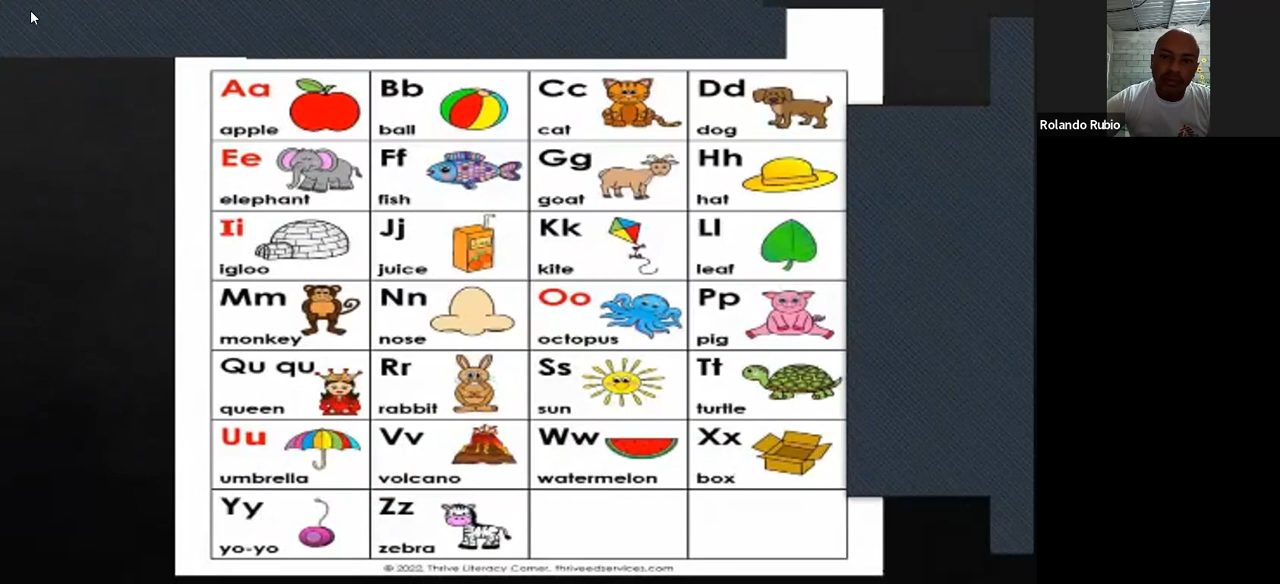 Aa Bb Cc Dd
apple ball cat dog
Ee Ff Gg Hh
elephant fish goat hat
Ii Jj Kk Ll
igloo juice kite leaf
Mm Nn Oo Pp
monkey nose octopus pig
Qu qu Rr Ss Tt
queen rabbit sun turtle
Uu Vv Ww Xx
umbrella volcano watermelon box
Yy Zz
yo-yo zebra
© 2022, Thrive Literacy Corner, thriveedservices.com
Rolando Rubio